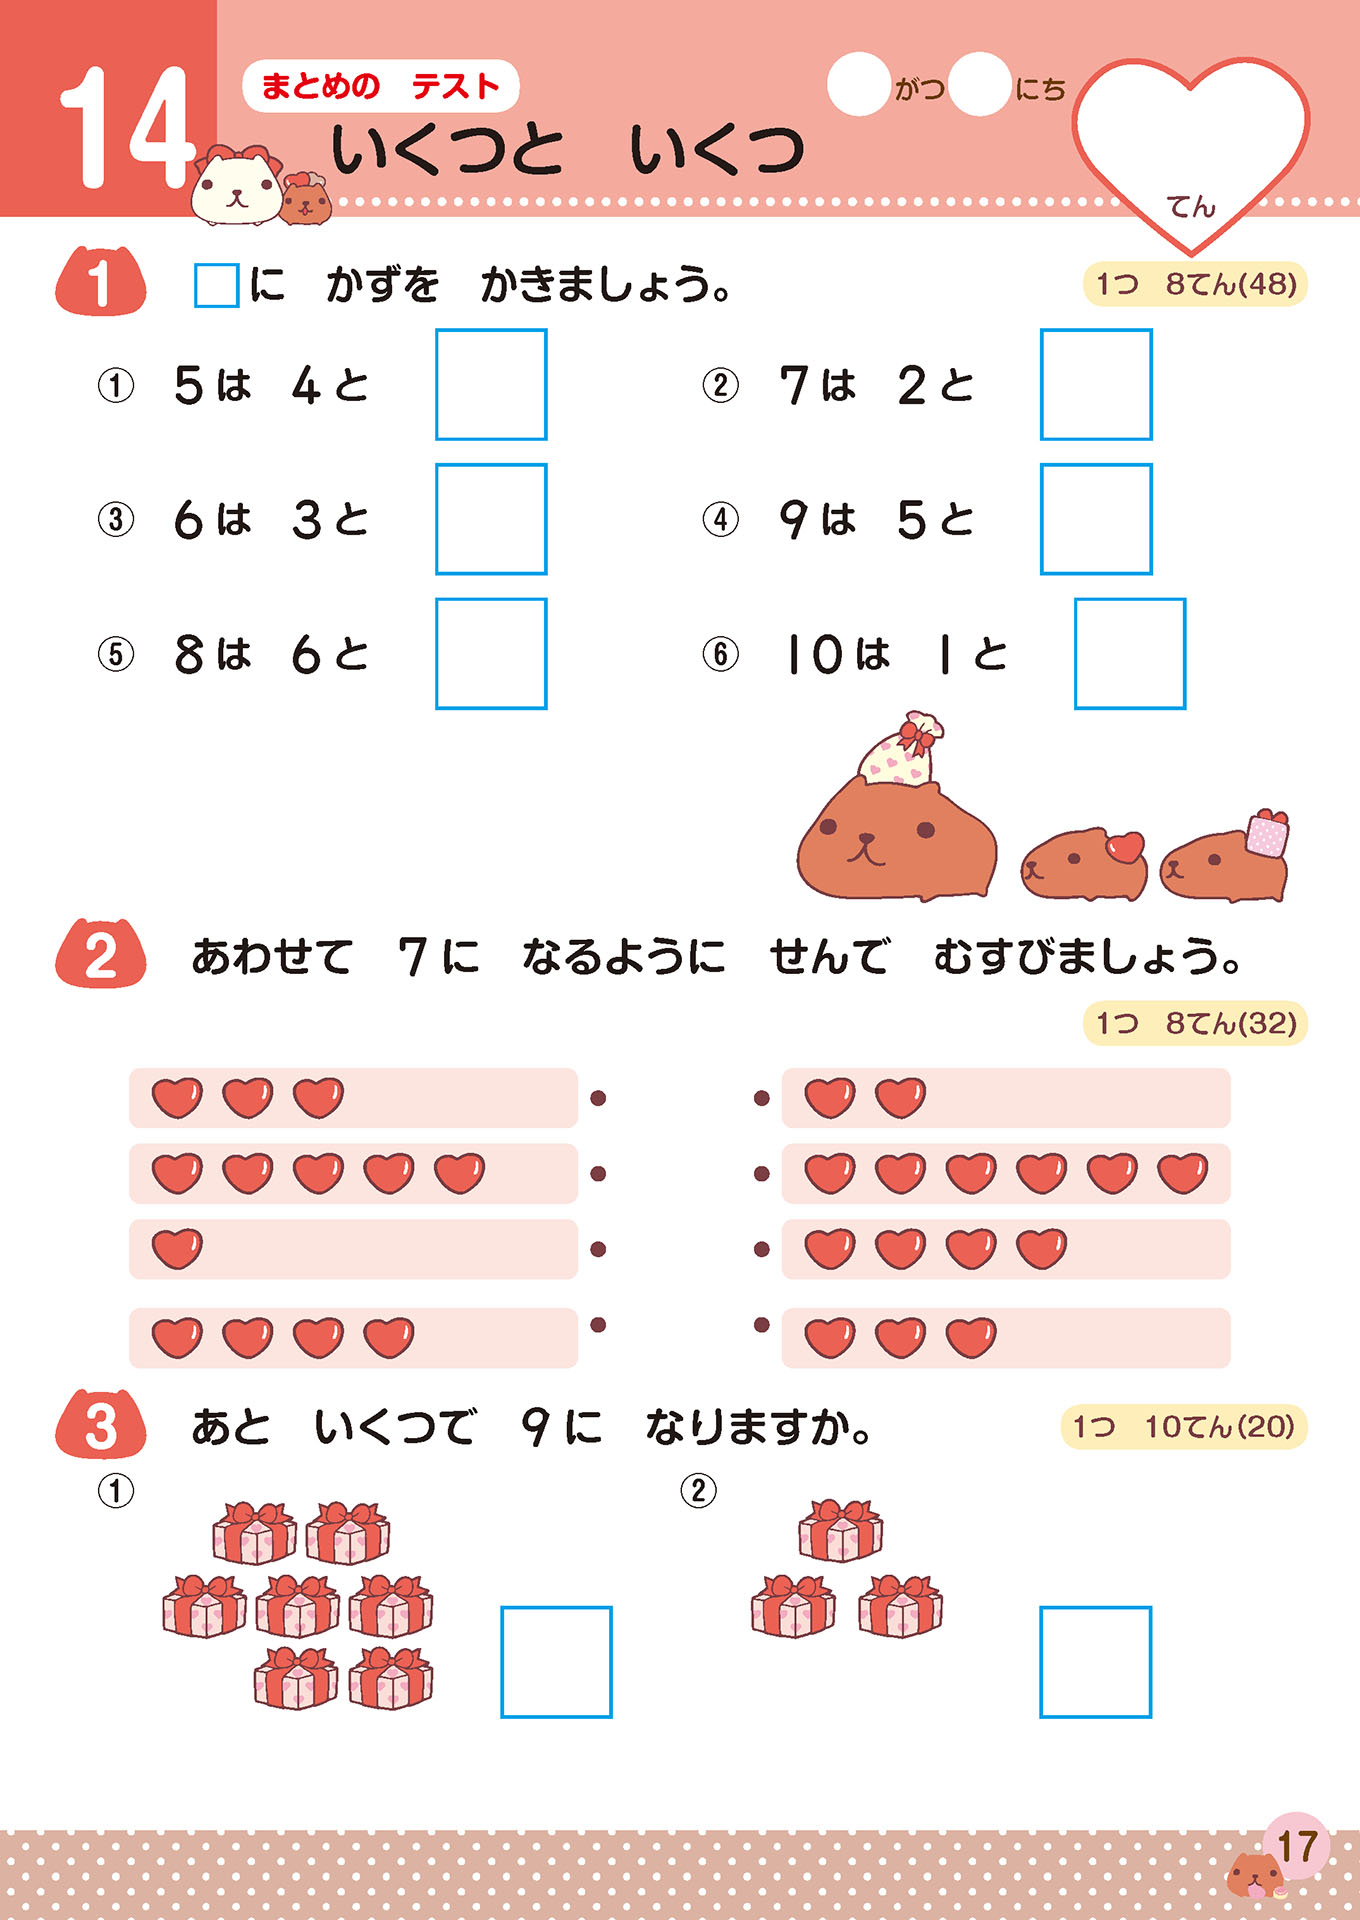 14
まとめの テスト
がつ にち
いくつと いくつ
てん
1 □に かずを かきましょう。
1つ 8てん(48)
① 5は 4と □
② 7は 2と □
③ 6は 3と □
④ 9は 5と □
⑤ 8は 6と □
⑥ 10は 1と □
2 あわせて 7に なるように せんで むすびましょう。
1つ 8てん(32)
3 あと いくつで 9に なりますか。
1つ 10てん(20)
①
②
17